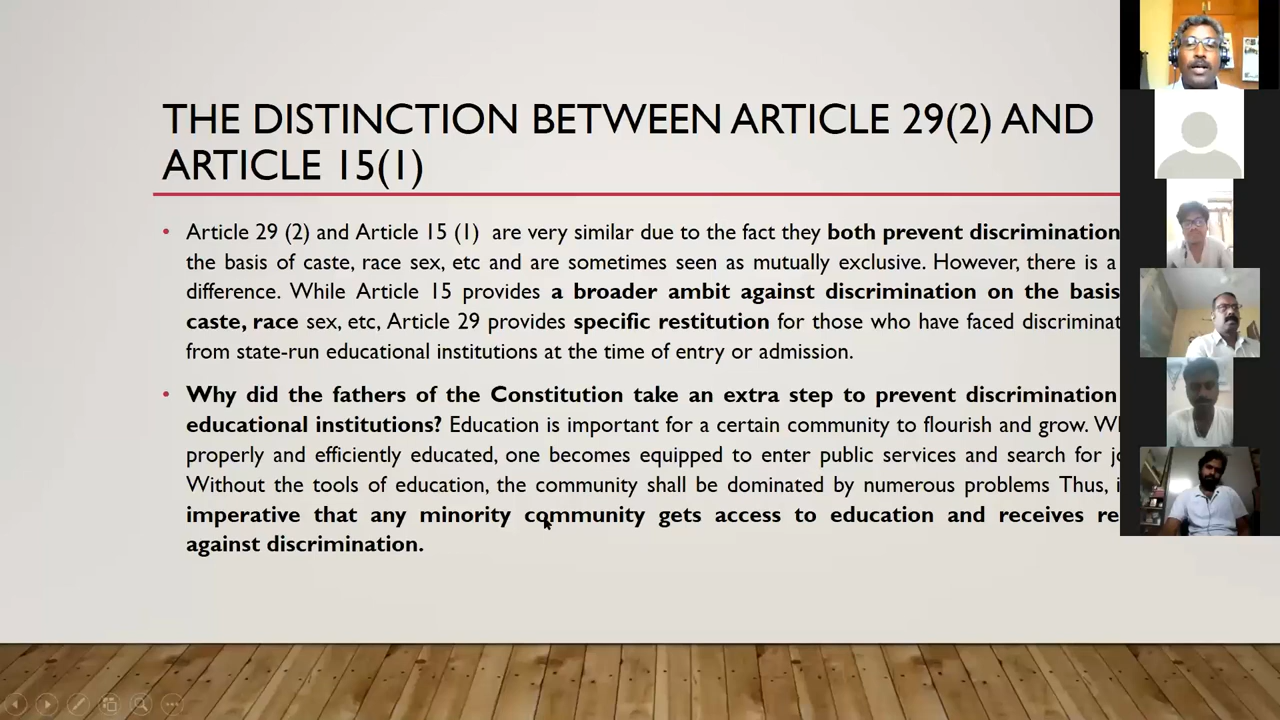 THE DISTINCTION BETWEEN ARTICLE 29(2) AND
ARTICLE 15(1)
• Article 29 (2) and Article 15 (1) are very similar due to the fact they both prevent discrimination
the basis of caste, race sex, etc and are sometimes seen as mutually exclusive. However, there is a
difference. While Article 15 provides a broader ambit against discrimination on the basis
caste, race sex, etc, Article 29 provides specific restitution for those who have faced discriminat
from state-run educational institutions at the time of entry or admission.
• Why did the fathers of the Constitution take an extra step to prevent discrimination
educational institutions? Education is important for a certain community to flourish and grow.
properly and efficiently educated, one becomes equipped to enter public services and search for
Without the tools of education, the community shall be dominated by numerous problems Thus,
imperative that any minority community gets access to education and receives re
against discrimination.